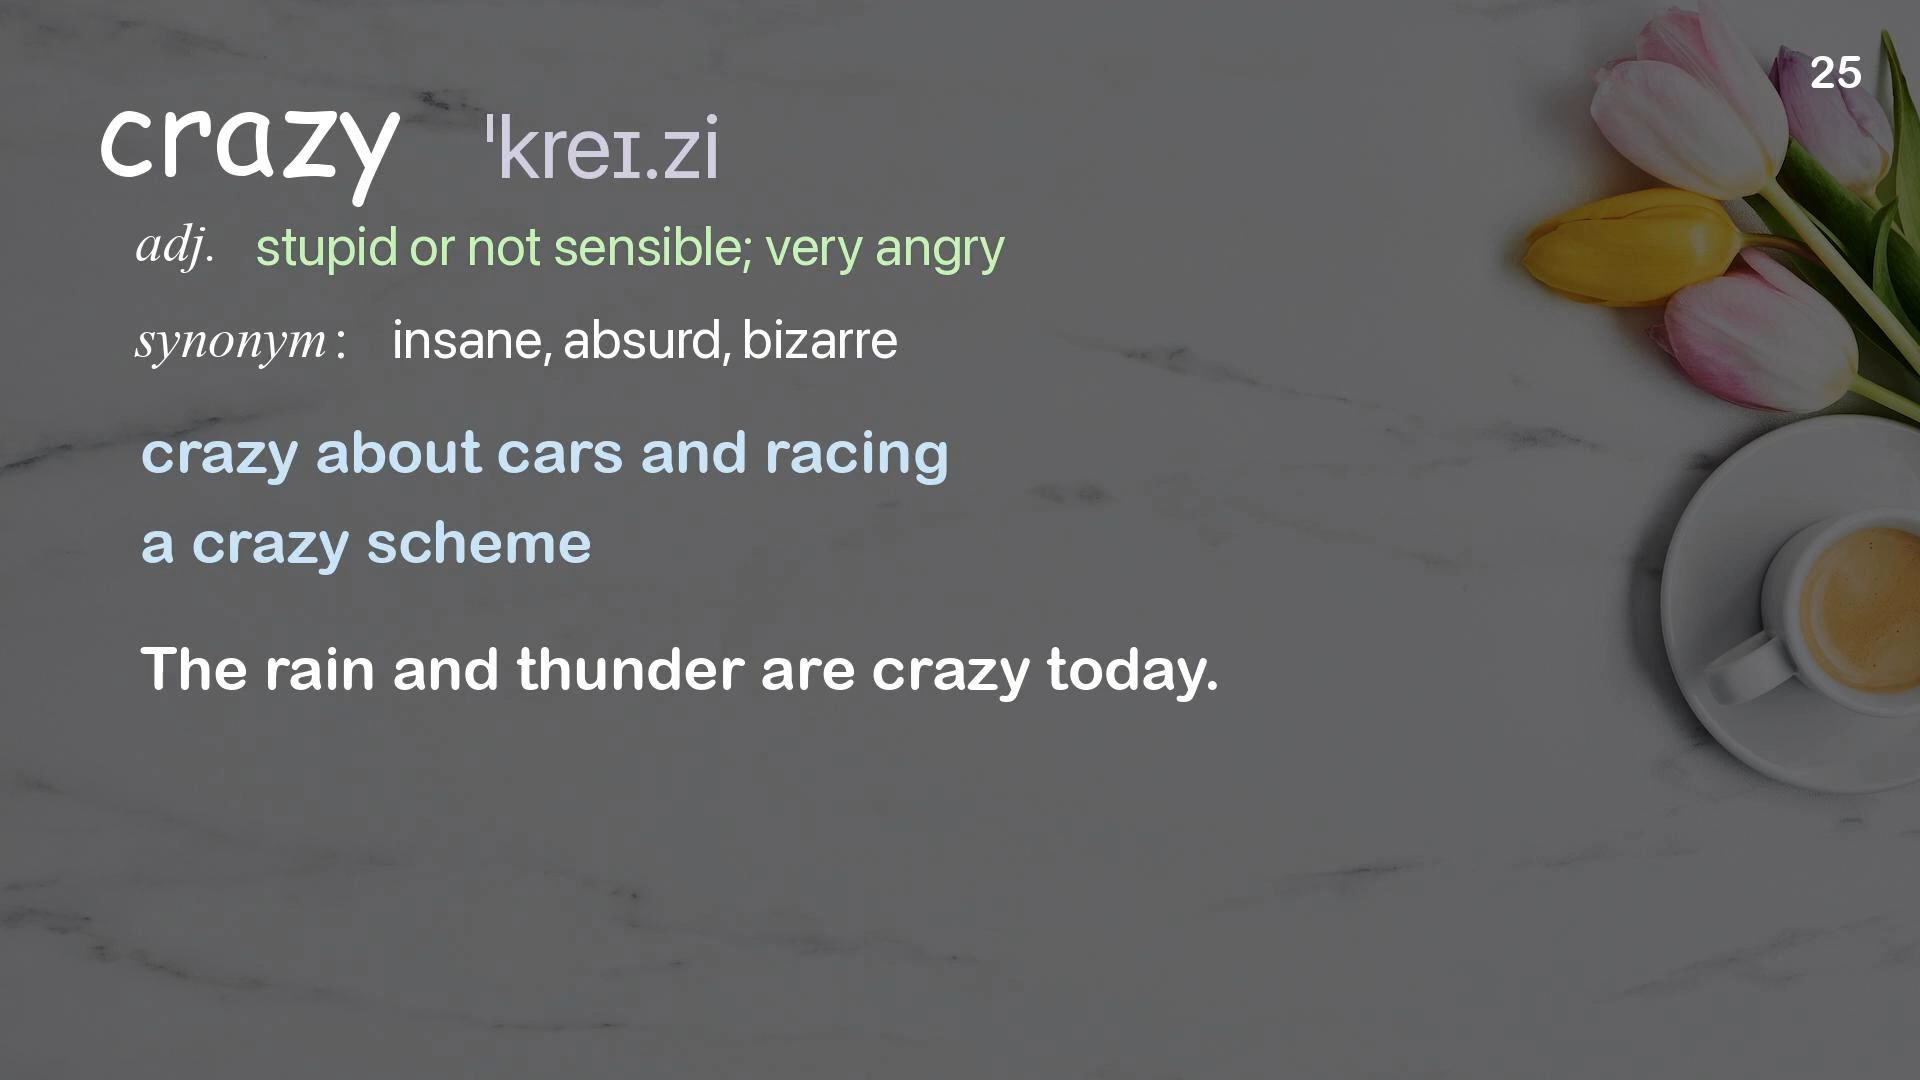 25
crazy ˈkreɪ.zi
adj. stupid or not sensible; very angry
synonym: insane, absurd, bizarre
crazy about cars and racing
a crazy scheme
The rain and thunder are crazy today.